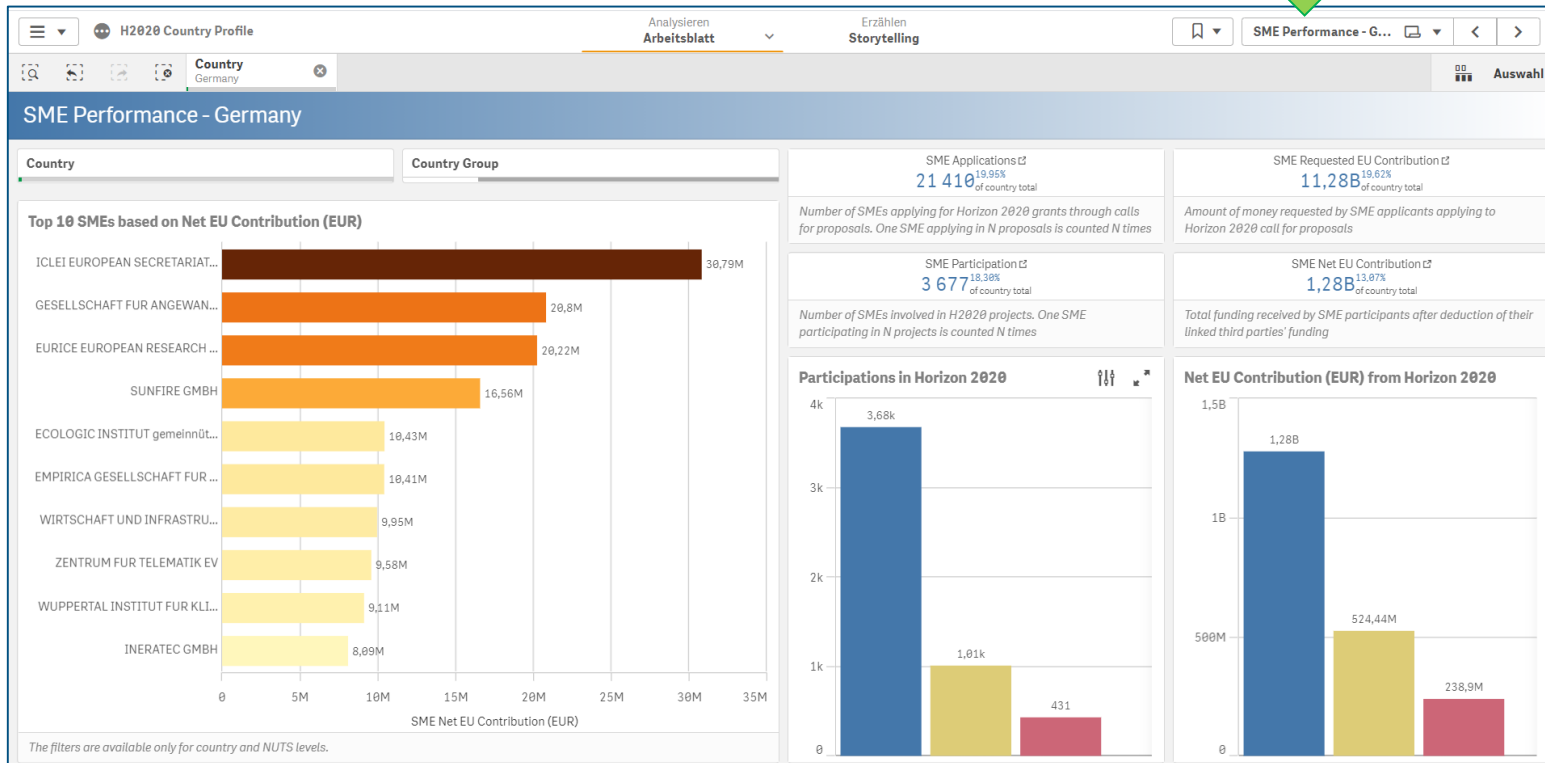 H2020 Country Profile
Analysieren
Arbeitsblatt
Erzählen
Storytelling
SME Performance - G...
Country
Germany
Auswahl
SME Performance - Germany
Country
Country Group
Top 10 SMEs based on Net EU Contribution (EUR)
ICLEI EUROPEAN SECRETARIAT...
30,79M
GESELLSCHAFT FUR ANGEWAN...
20,8M
EURICE EUROPEAN RESEARCH ...
20,22M
SUNFIRE GMBH
16,56M
ECOLOGIC INSTITUT gemeinnüt...
10,43M
EMPIRICA GESELLSCHAFT FUR ...
10,41M
WIRTSCHAFT UND INFRASTRU...
9,95M
ZENTRUM FUR TELEMATIK EV
9,58M
WUPPERTAL INSTITUT FUR KLI...
9,11M
INERATEC GMBH
8,09M
0 5M 10M 15M 20M 25M 30M 35M
SME Net EU Contribution (EUR)
The filters are available only for country and NUTS levels.
SME Applications
21 410 19,95%
of country total
Number of SMEs applying for Horizon 2020 grants through calls
for proposals. One SME applying in N proposals is counted N times
SME Requested EU Contribution
11,28B 19,62%
of country total
Amount of money requested by SME applicants applying to
Horizon 2020 call for proposals
SME Participation
3 677 18,30%
of country total
Number of SMEs involved in H2020 projects. One SME
participating in N projects is counted N times
SME Net EU Contribution
1,28B 13,07%
of country total
Total funding received by SME participants after deduction of their
linked third parties' funding
Participations in Horizon 2020
4k
3,68k
3k
2k
1,01k
1k
431
0
Net EU Contribution (EUR) from Horizon 2020
1,5B
1,28B
1B
524,44M
500M
238,9M
0